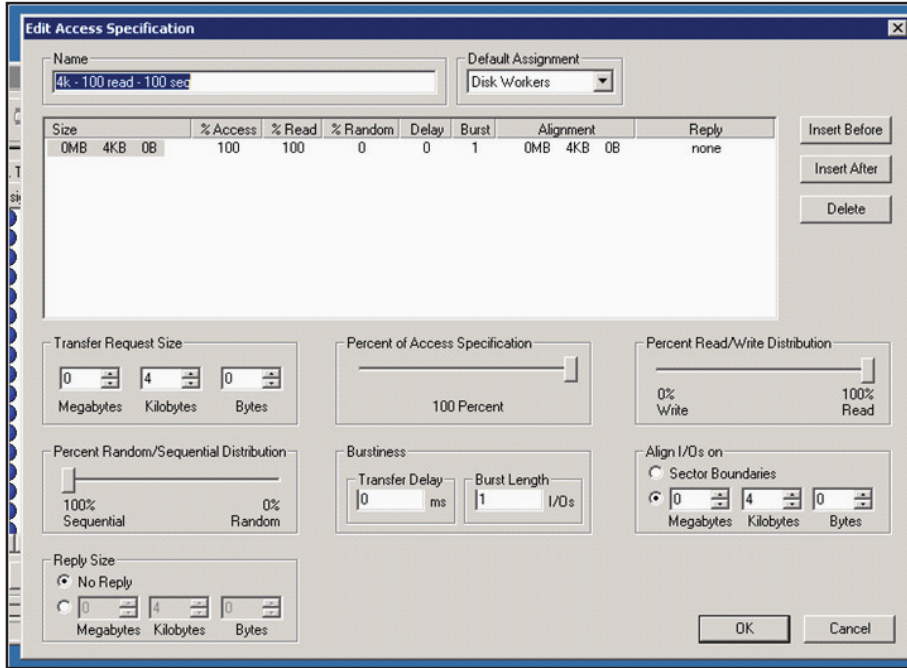 Edit Access Specification
Name
Default Assignment
4k - 100 read - 100 seq
Disk Workers
Size % Access % Read % Random Delay Burst Alignment Reply
0MB 4KB 0B 100 100 0 0 1 0MB 4KB 0B none
Insert Before
Insert After
Delete
Transfer Request Size
0 4 0
Megabytes Kilobytes Bytes
Percent of Access Specification
100 Percent
Percent Read/Write Distribution
0% 100%
Write Read
Percent Random/Sequential Distribution
100% 0%
Sequential Random
Burstiness
Transfer Delay Burst Length
0 ms 1 I/Os
Align I/Os on
Sector Boundaries
0 4 0
Megabytes Kilobytes Bytes
Reply Size
No Reply
0 4 0
Megabytes Kilobytes Bytes
OK Cancel